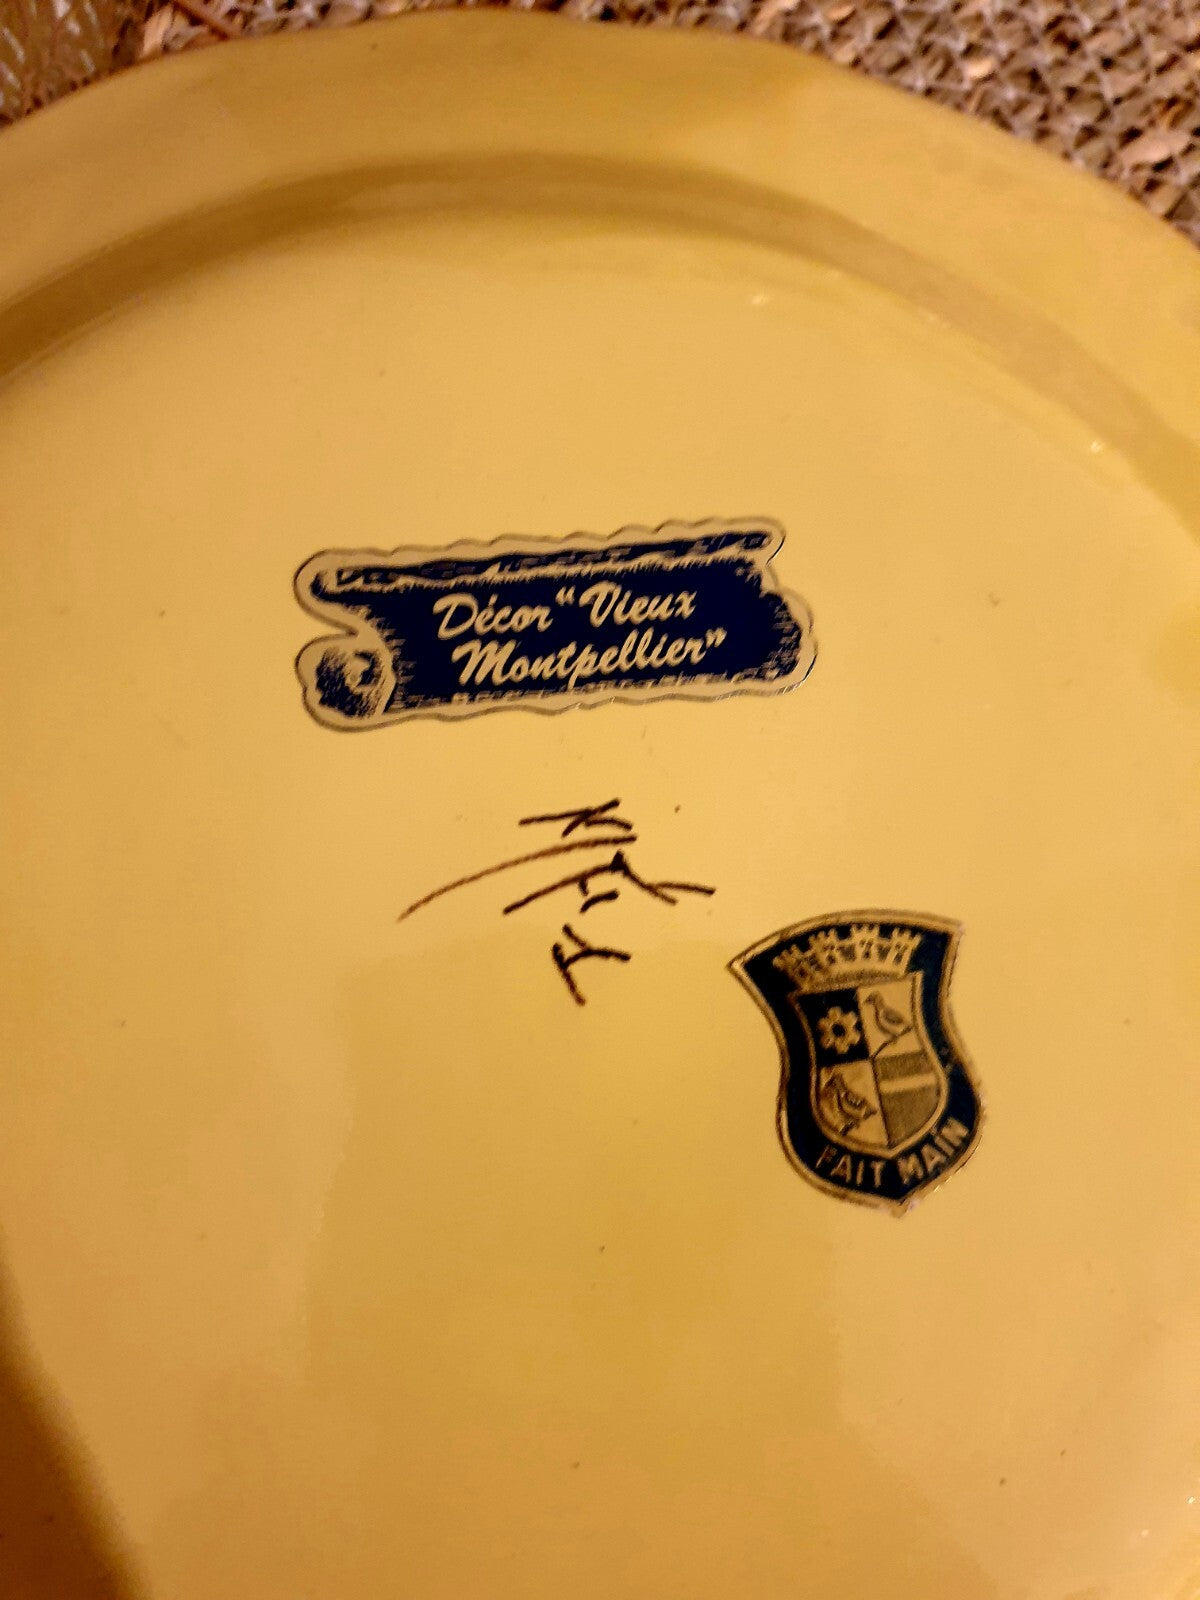 Décor "Vieux
Montpellier"
FAIT MAIN